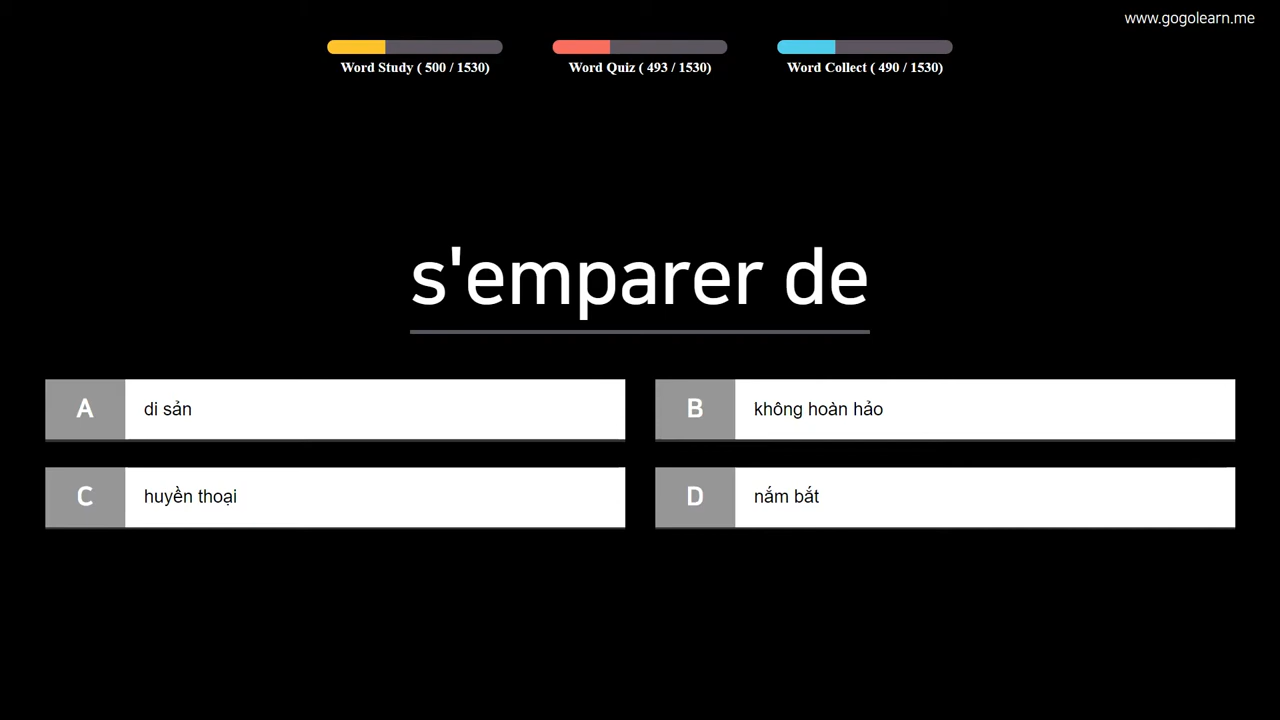 www.gogolearn.me
Word Study ( 500 / 1530)
Word Quiz ( 493 / 1530)
Word Collect ( 490 / 1530)
s'emparer de
A di sản
B không hoàn hảo
C huyền thoại
D nắm bắt